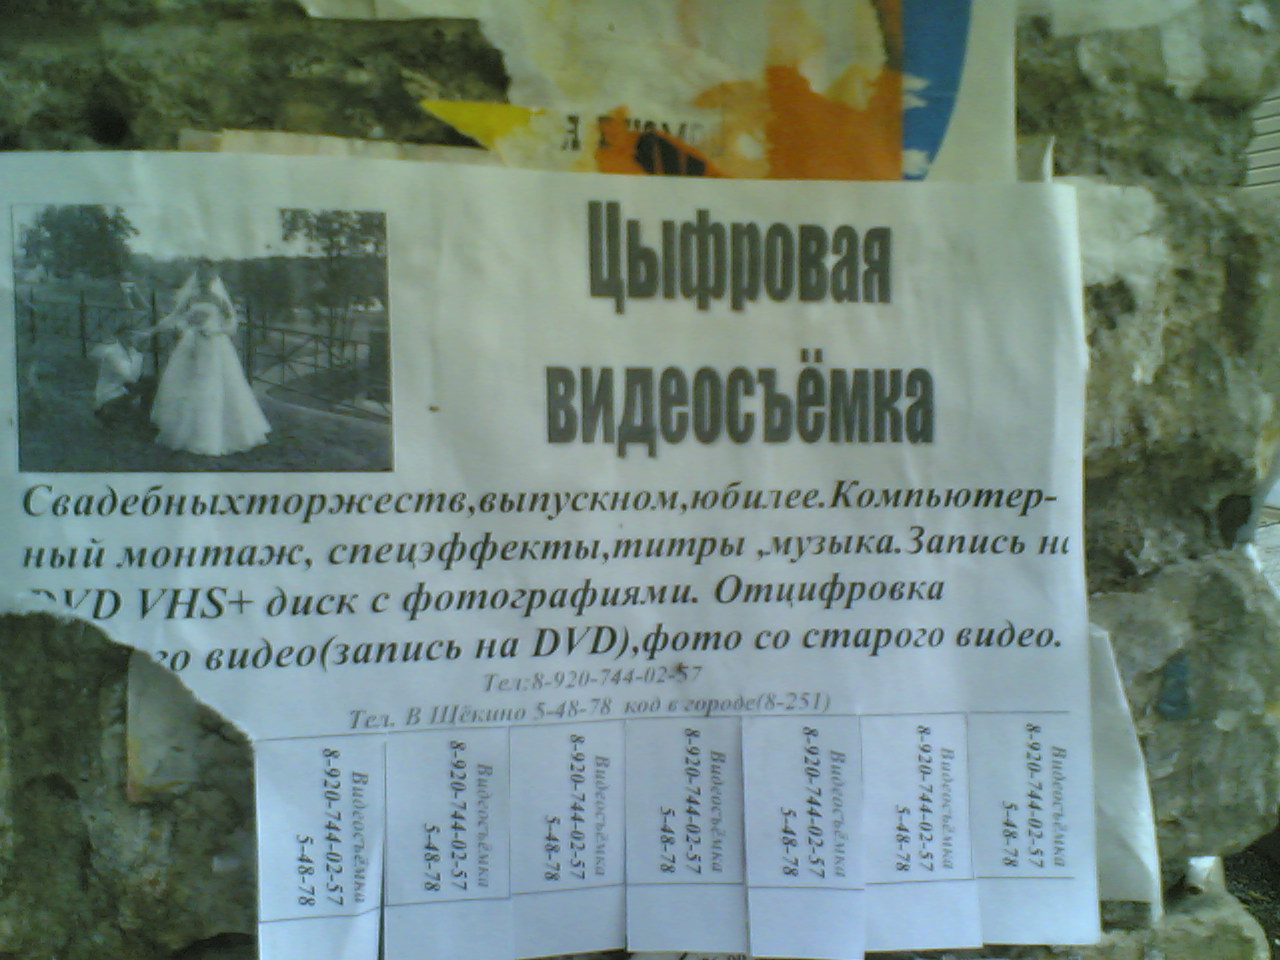 Цыфровая
видеосъёмка
Свадебныхторжеств,выпускном,юбилее.Компьютер-
ный монтаж, спецэффекты,титры ,музыка.Запись на
DVD VHS+ диск с фотографиями. Отцифровка
го видео(запись на DVD),фото со старого видео.
Тел:8-920-744-02-57
Тел. В Щёкино 5-48-78 код в городе(8-251)
Видеосъёмка
8-920-744-02-57
5-48-78
Видеосъёмка
8-920-744-02-57
5-48-78
Видеосъёмка
8-920-744-02-57
5-48-78
Видеосъёмка
8-920-744-02-57
5-48-78
Видеосъёмка
8-920-744-02-57
5-48-78
Видеосъёмка
8-920-744-02-57
5-48-78
Видеосъёмка
8-920-744-02-57
5-48-78